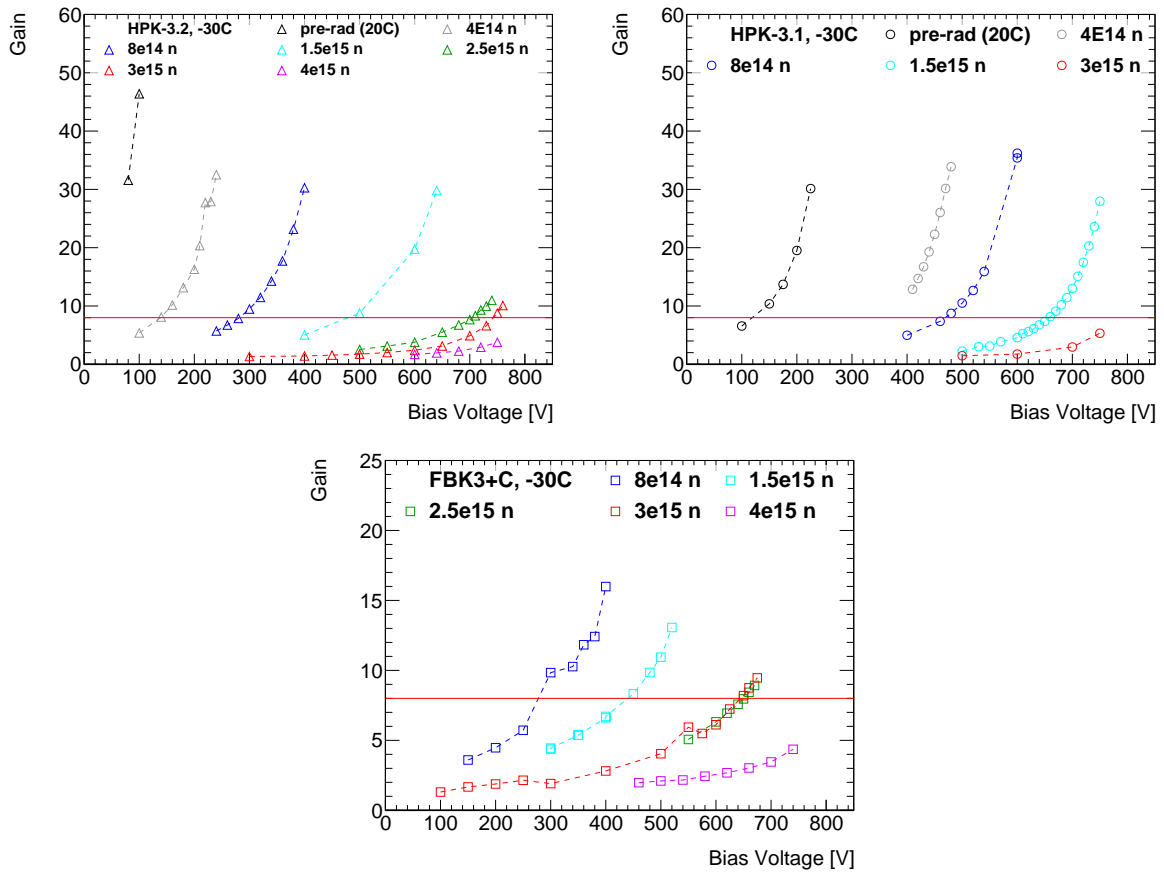 Gain
60
50
40
30
20
10
0
HPK-3.2, -30C
pre-rad (20C)
4E14 n
8e14 n
1.5e15 n
2.5e15 n
3e15 n
4e15 n
0 100 200 300 400 500 600 700 800
Bias Voltage [V]
Gain
60
50
40
30
20
10
0
HPK-3.1, -30C
pre-rad (20C)
4E14 n
8e14 n
1.5e15 n
3e15 n
0 100 200 300 400 500 600 700 800
Bias Voltage [V]
Gain
25
20
15
10
5
0
FBK3+C, -30C
8e14 n
1.5e15 n
2.5e15 n
3e15 n
4e15 n
0 100 200 300 400 500 600 700 800
Bias Voltage [V]